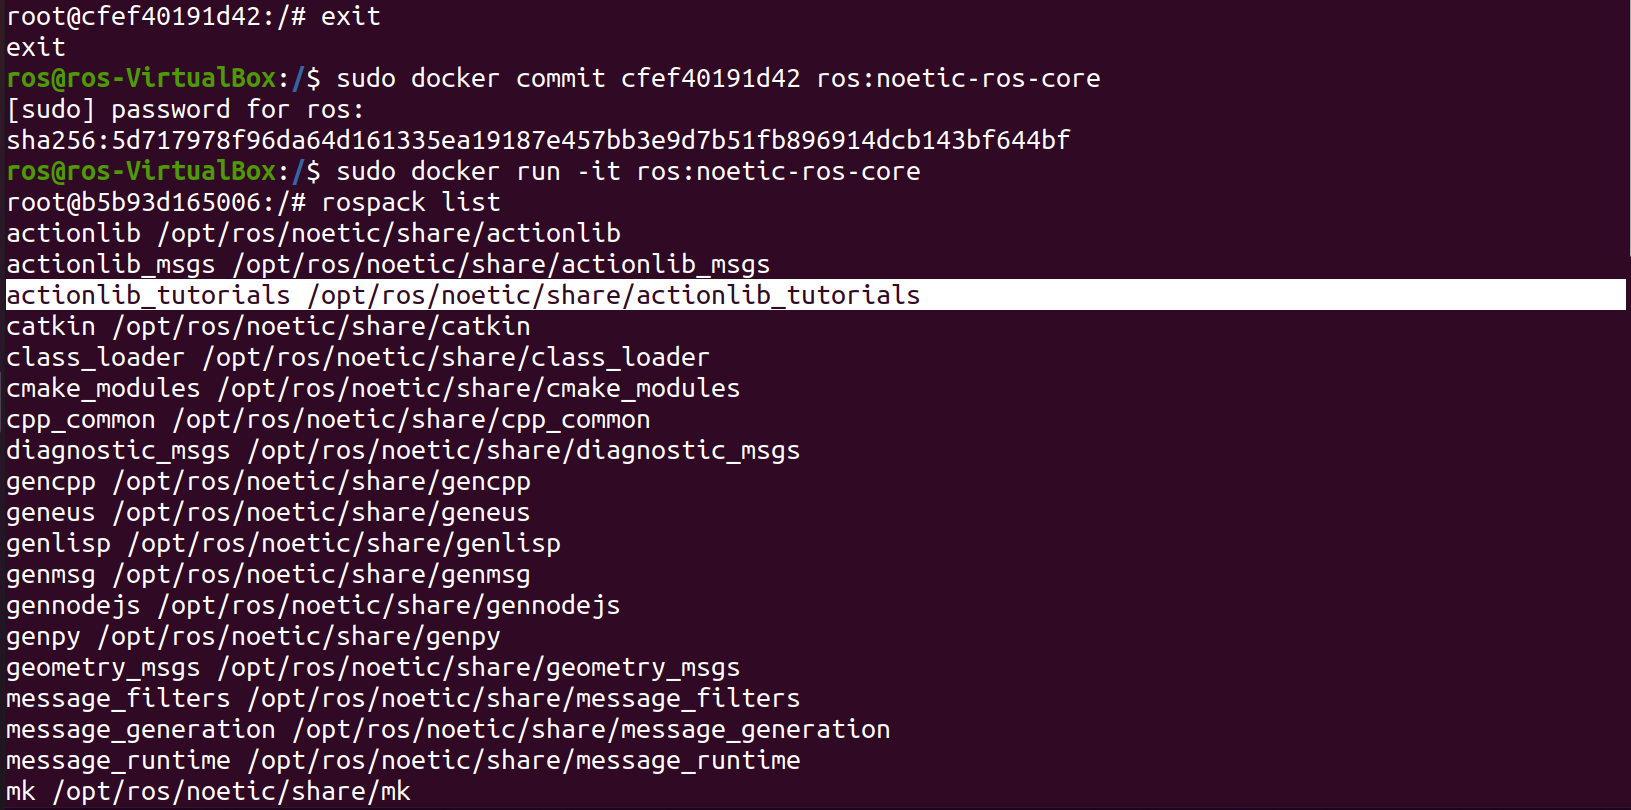 root@cfef40191d42:/# exit
exit
ros@ros-VirtualBox:/$ sudo docker commit cfef40191d42 ros:noetic-ros-core
[sudo] password for ros:
sha256:5d717978f96da64d161335ea19187e457bb3e9d7b51fb896914dcb143bf644bf
ros@ros-VirtualBox:/$ sudo docker run -it ros:noetic-ros-core
root@b5b93d165006:/# rospack list
actionlib /opt/ros/noetic/share/actionlib
actionlib_msgs /opt/ros/noetic/share/actionlib_msgs
actionlib_tutorials /opt/ros/noetic/share/actionlib_tutorials
catkin /opt/ros/noetic/share/catkin
class_loader /opt/ros/noetic/share/class_loader
cmake_modules /opt/ros/noetic/share/cmake_modules
cpp_common /opt/ros/noetic/share/cpp_common
diagnostic_msgs /opt/ros/noetic/share/diagnostic_msgs
gencpp /opt/ros/noetic/share/gencpp
geneus /opt/ros/noetic/share/geneus
genlisp /opt/ros/noetic/share/genlisp
genmsg /opt/ros/noetic/share/genmsg
gennodejs /opt/ros/noetic/share/gennodejs
genpy /opt/ros/noetic/share/genpy
geometry_msgs /opt/ros/noetic/share/geometry_msgs
message_filters /opt/ros/noetic/share/message_filters
message_generation /opt/ros/noetic/share/message_generation
message_runtime /opt/ros/noetic/share/message_runtime
mk /opt/ros/noetic/share/mk